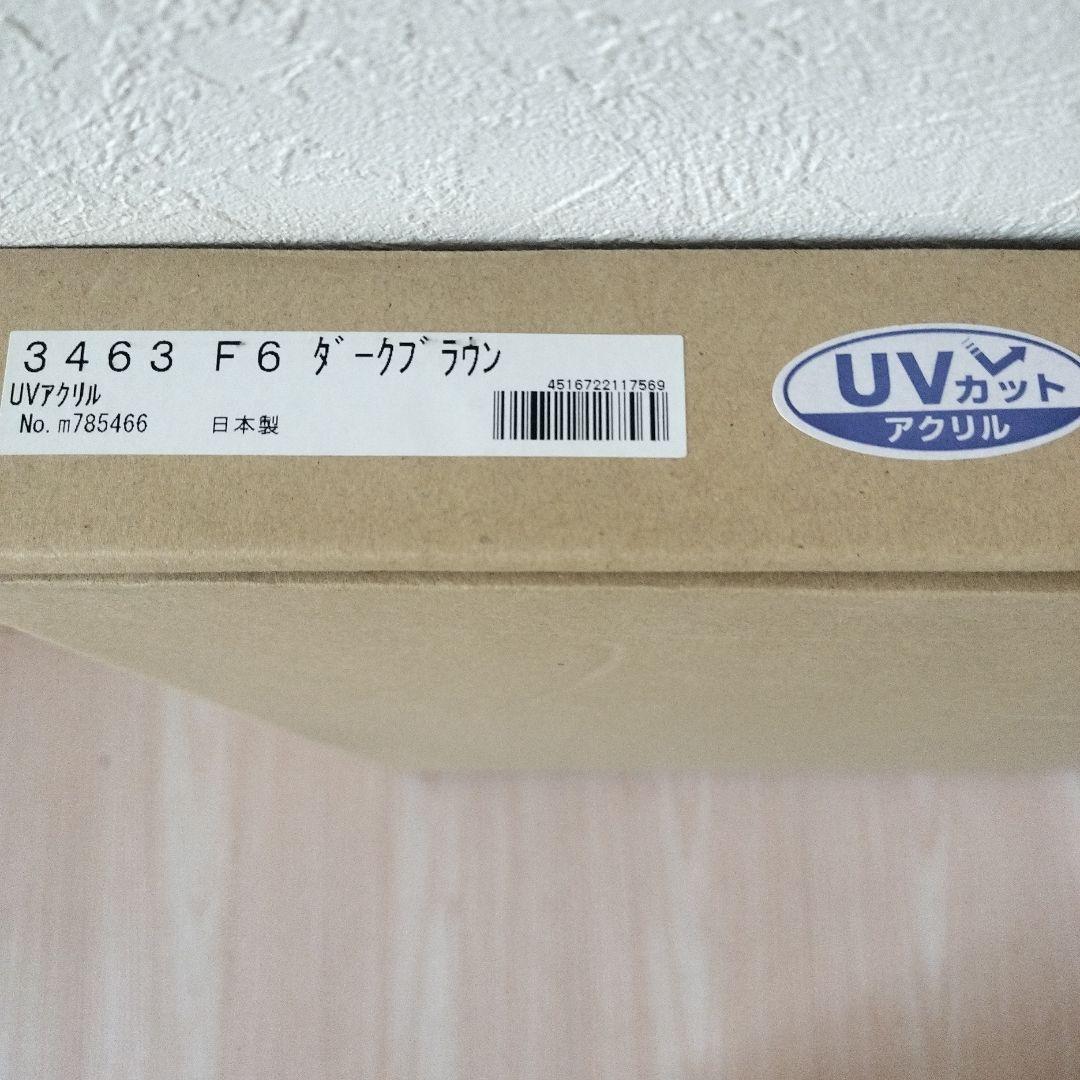 ３４６３ Ｆ６ ﾀﾞｰｸﾌﾞﾗｳﾝ
UVｱｸﾘﾙ
4516722117569
No.m785466 日本製
UVカット
アクリル